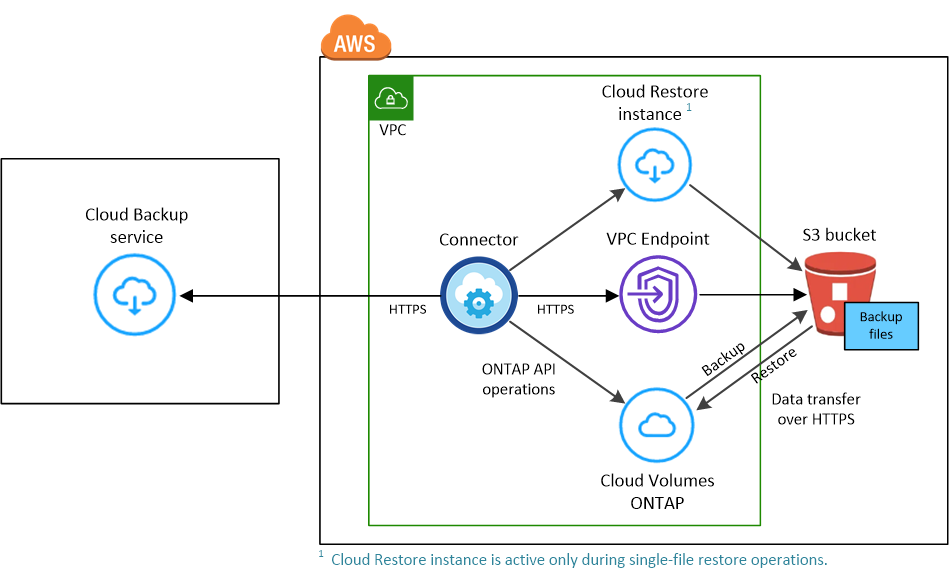 AWS
VPC
Cloud Restore
instance 1
Cloud Backup
service
Connector
VPC Endpoint
S3 bucket
HTTPS
HTTPS
Backup
files
ONTAP API
operations
Backup
Restore
Data transfer
over HTTPS
Cloud Volumes
ONTAP
1 Cloud Restore instance is active only during single-file restore operations.